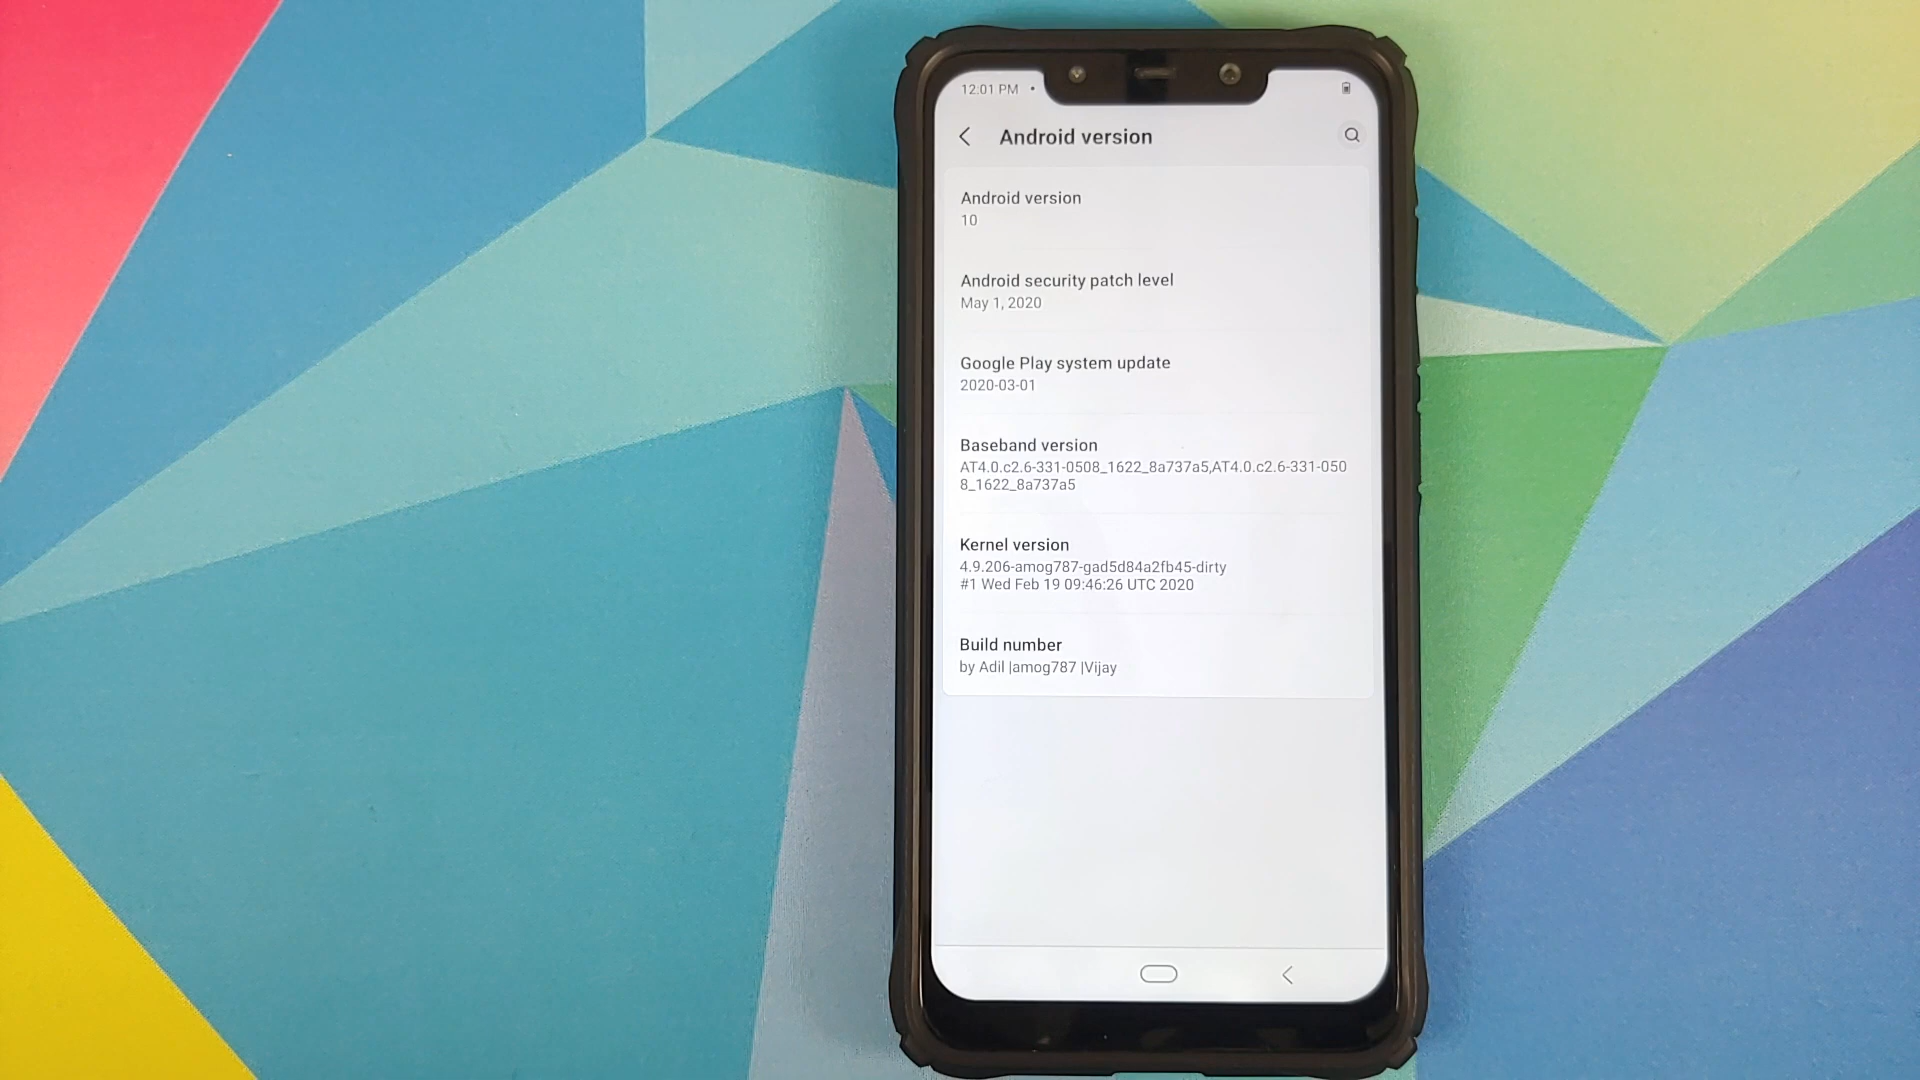 12:01 PM •
Android version
Android version
10
Android security patch level
May 1, 2020
Google Play system update
2020-03-01
Baseband version
AT4.0.c2.6-331-0508_1622_8a737a5,AT4.0.c2.6-331-050
8_1622_8a737a5
Kernel version
4.9.206-amog787-gad5d84a2fb45-dirty
#1 Wed Feb 19 09:46:26 UTC 2020
Build number
by Adil |amog787 |Vijay